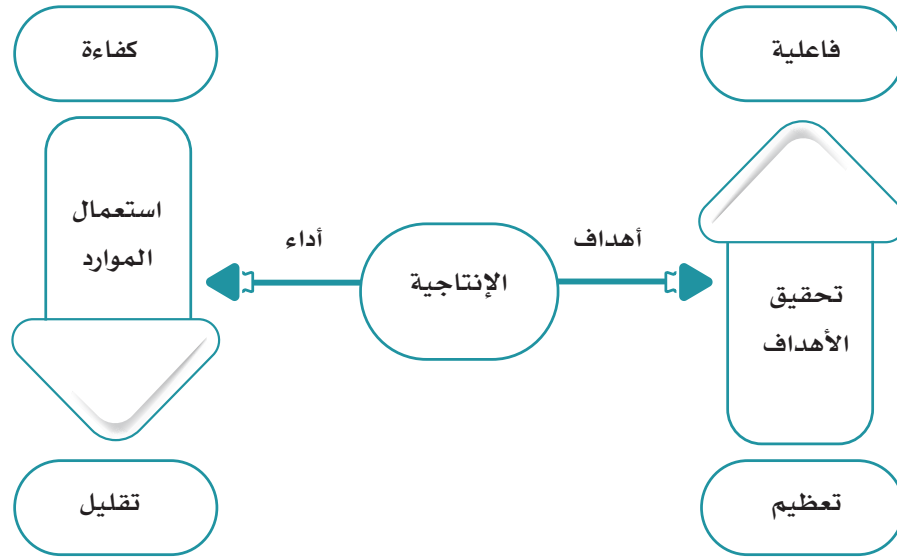 فاعلية
كفاءة
استعمال
الموارد
أهداف
أداء
الإنتاجية
تحقيق
الأهداف
تعظيم
تقليل